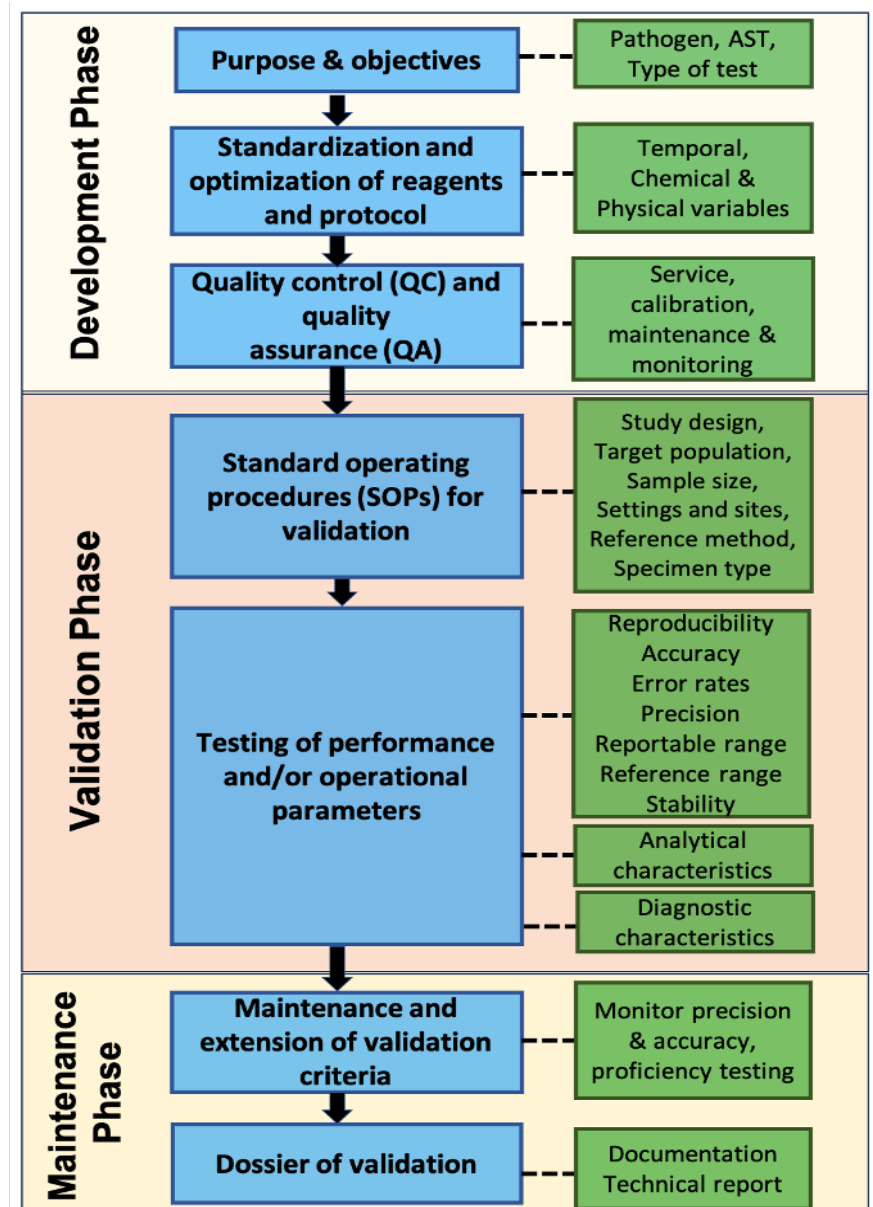 Development Phase
Purpose & objectives
Pathogen, AST,
Type of test
Standardization and
optimization of reagents
and protocol
Temporal,
Chemical &
Physical variables
Quality control (QC) and
quality
assurance (QA)
Service,
calibration,
maintenance &
monitoring
Validation Phase
Standard operating
procedures (SOPs) for
validation
Study design,
Target population,
Sample size,
Settings and sites,
Reference method,
Specimen type
Testing of performance
and/or operational
parameters
Reproducibility
Accuracy
Error rates
Precision
Reportable range
Reference range
Stability
Analytical
characteristics
Diagnostic
characteristics
Maintenance
Phase
Maintenance and
extension of validation
criteria
Monitor precision
& accuracy,
proficiency testing
Dossier of validation
Documentation
Technical report